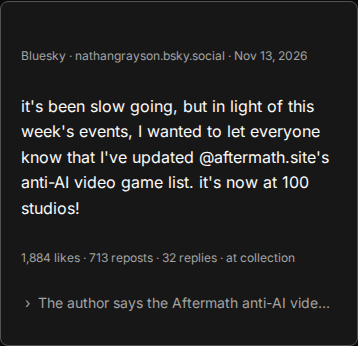 Bluesky · nathangrayson.bsky.social · Nov 13, 2026
it's been slow going, but in light of this
week's events, I wanted to let everyone
know that I've updated @aftermath.site's
anti-AI video game list. it's now at 100
studios!
1,884 likes · 713 reposts · 32 replies · at collection
› The author says the Aftermath anti-AI vide...